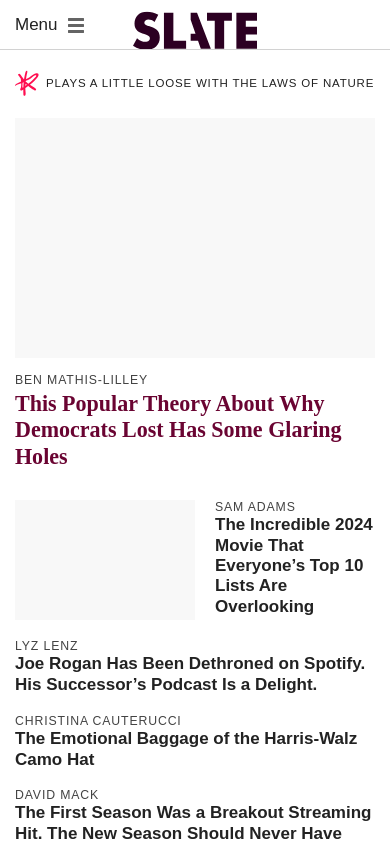 Menu
SLATE
PLAYS A LITTLE LOOSE WITH THE LAWS OF NATURE
BEN MATHIS-LILLEY
This Popular Theory About Why
Democrats Lost Has Some Glaring
Holes
SAM ADAMS
The Incredible 2024
Movie That
Everyone’s Top 10
Lists Are
Overlooking
LYZ LENZ
Joe Rogan Has Been Dethroned on Spotify.
His Successor’s Podcast Is a Delight.
CHRISTINA CAUTERUCCI
The Emotional Baggage of the Harris-Walz
Camo Hat
DAVID MACK
The First Season Was a Breakout Streaming
Hit. The New Season Should Never Have